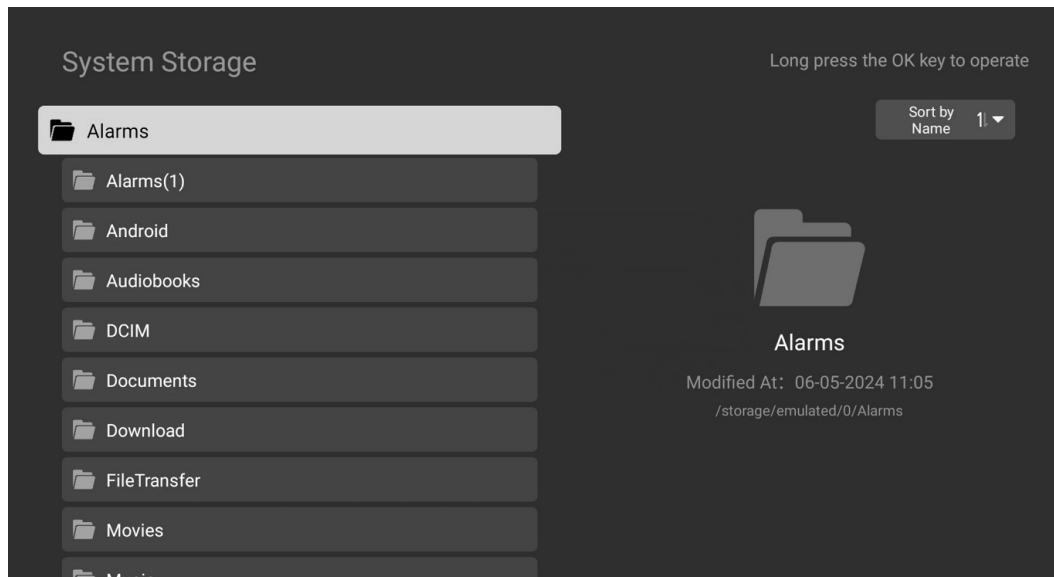 System Storage
Long press the OK key to operate
Sort by
Name
Alarms
Alarms(1)
Android
Audiobooks
DCIM
Documents
Download
FileTransfer
Movies
Alarms
Modified At: 06-05-2024 11:05
/storage/emulated/0/Alarms